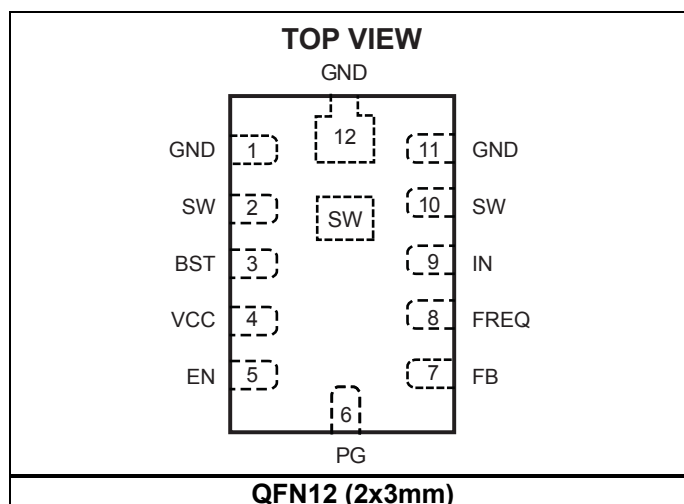 TOP VIEW
GND
12
GND 1 11 GND
SW 2 SW 10 SW
BST 3 9 IN
VCC 4 8 FREQ
EN 5 7 FB
6
PG
QFN12 (2x3mm)